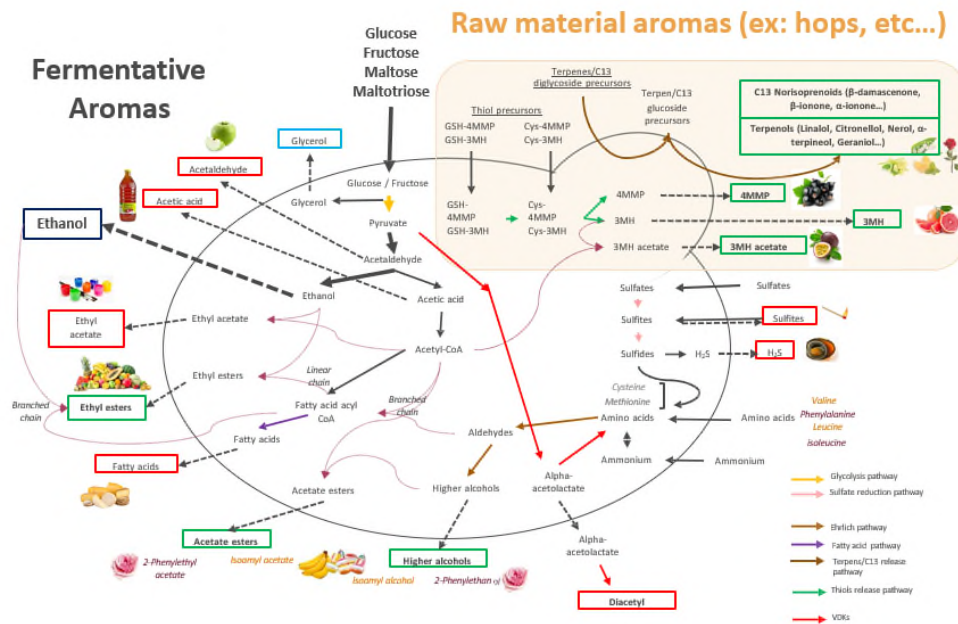 Raw material aromas (ex: hops, etc...)
Fermentative
Aromas
Glucose
Fructose
Maltose
Maltotriose
Terpenes/C13
diglycoside precursors
Terpen/C13
glucoside
precursors
Thiol precursors
GSH-4MMP
GSH-3MH
Cys-4MMP
Cys-3MH
C13 Norisoprenoids (β-damascenone,
β-ionone, α-ionone...)
Terpenols (Linalol, Citronellol, Nerol, α-
terpineol, Geraniol...)
Glycerol
Acetaldehyde
Acetic acid
Ethanol
Glucose / Fructose
Glycerol
Pyruvate
Acetaldehyde
Ethanol
Acetic acid
GSH-
4MMP
GSH-3MH
Cys-
4MMP
Cys-3MH
4MMP
4MMP
3MH
3MH
3MH acetate
3MH acetate
Sulfates
Sulfates
Sulfites
Sulfites
Sulfides
H₂S
H₂S
Cysteine
Methionine
Amino acids
Amino acids
Valine
Phenylalanine
Leucine
isoleucine
Ammonium
Ammonium
Ethyl
acetate
Ethyl acetate
Acetyl-CoA
Ethyl esters
Ethyl esters
Linear
chain
Branched
chain
Branched
chain
Fatty acid acyl
CoA
Fatty acids
Fatty acids
Aldehydes
Acetate esters
Higher alcohols
Alpha-
acetolactate
Acetate esters
Higher alcohols
Alpha-
acetolactate
2-Phenylethyl
acetate
Isoamyl acetate
Isoamyl alcohol
2-Phenylethan ol
Diacetyl
Glycolysis pathway
Sulfate reduction pathway
Ehrlich pathway
Fatty acid pathway
Terpens/C13 release
pathway
Thiols release pathway
VDKs